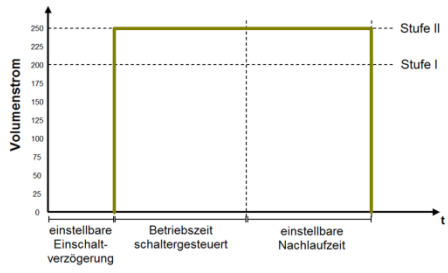 Volumenstrom
250
225
200
175
150
125
100
75
50
25
0
Stufe II
Stufe I
t
einstellbare
Einschalt-
verzögerung
Betriebszeit
schaltergesteuert
einstellbare
Nachlaufzeit